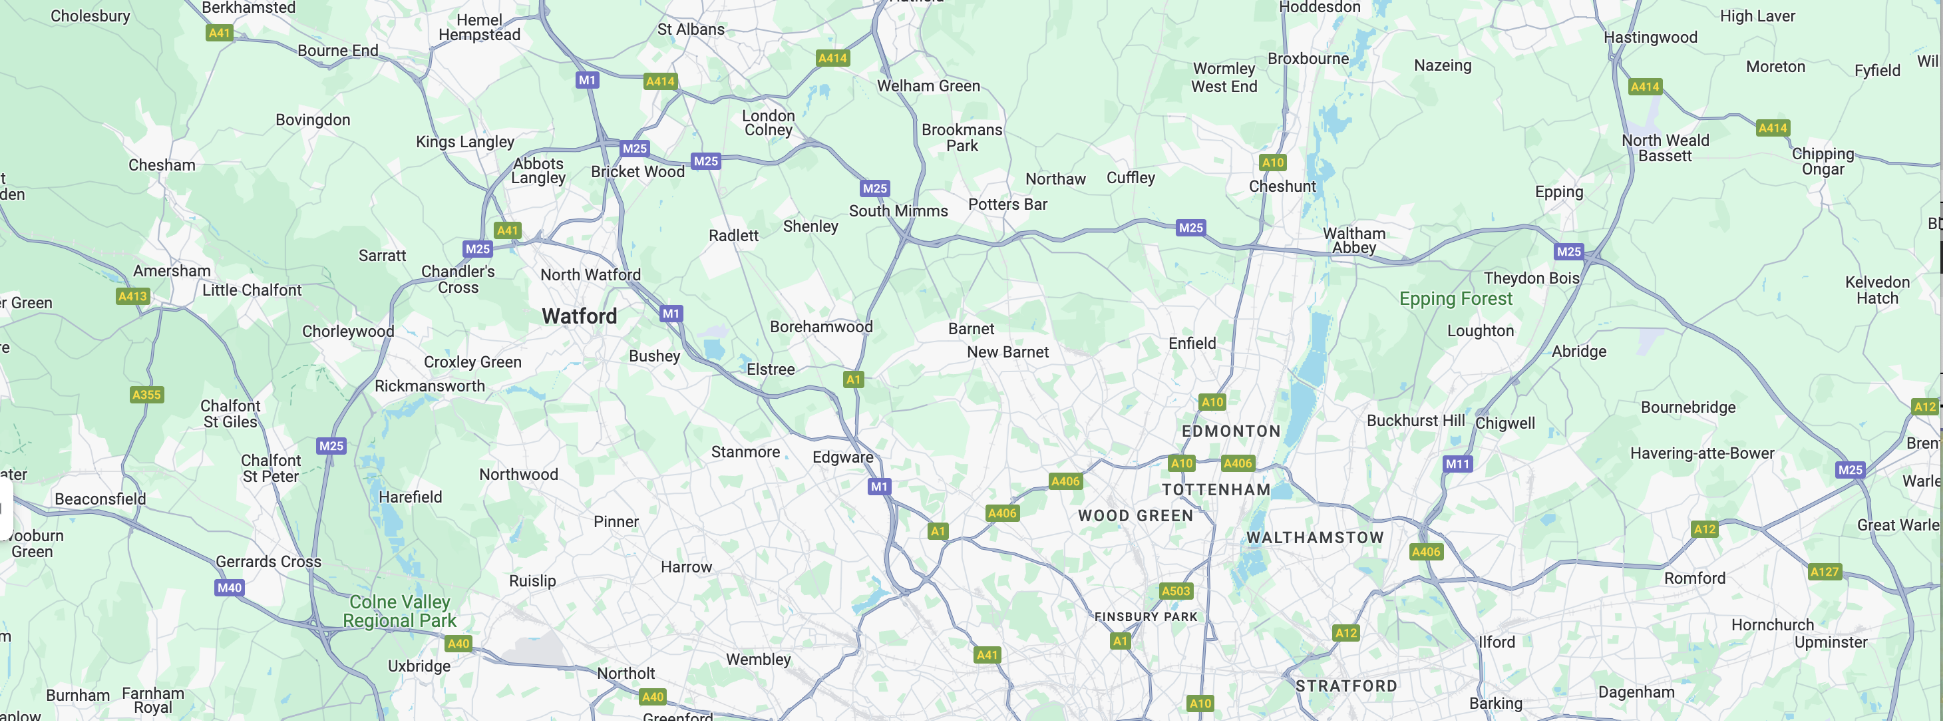 Cholesbury
Berkhamsted
A41
Bourne End
Hemel
Hempstead
St Albans
A414
M1
A414
Welham Green
Hoddesdon
Broxbourne
Wormley
West End
Nazeing
Hastingwood
High Laver
Moreton
Fyfield
A414
A414
Bovingdon
Chesham
Kings Langley
Abbots
Langley
M25
Bricket Wood
M25
London
Colney
Brookmans
Park
M25
South Mimms
Northaw
Cuffley
Potters Bar
A10
Cheshunt
North Weald
Bassett
Chipping
Ongar
Epping
A41
M25
Sarratt
Chandler's
Cross
North Watford
Watford
Radlett
Shenley
M25
Waltham
Abbey
M25
Theydon Bois
Epping Forest
Kelvedon
Hatch
Amersham
Little Chalfont
A413
er Green
Chorleywood
Croxley Green
Rickmansworth
M1
Bushey
Borehamwood
Elstree
Barnet
New Barnet
Enfield
Loughton
Abridge
A355
Chalfont
St Giles
A1
A10
EDMONTON
Buckhurst Hill
Chigwell
Bournebridge
A12
M25
Chalfont
St Peter
Northwood
Stanmore
Edgware
M1
A406
A10
A406
TOTTENHAM
M11
Havering-atte-Bower
M25
Beaconsfield
Harefield
Pinner
A1
A406
WOOD GREEN
WALTHAMSTOW
A406
A12
Great Warle
Green
Gerrards Cross
M40
Ruislip
Harrow
A503
FINSBURY PARK
Romford
A127
Colne Valley
Regional Park
A40
Uxbridge
Northolt
Wembley
A41
A1
A12
Ilford
Hornchurch
Upminster
Burnham
Farnham
Royal
A40
Greenford
A10
STRATFORD
Barking
Dagenham